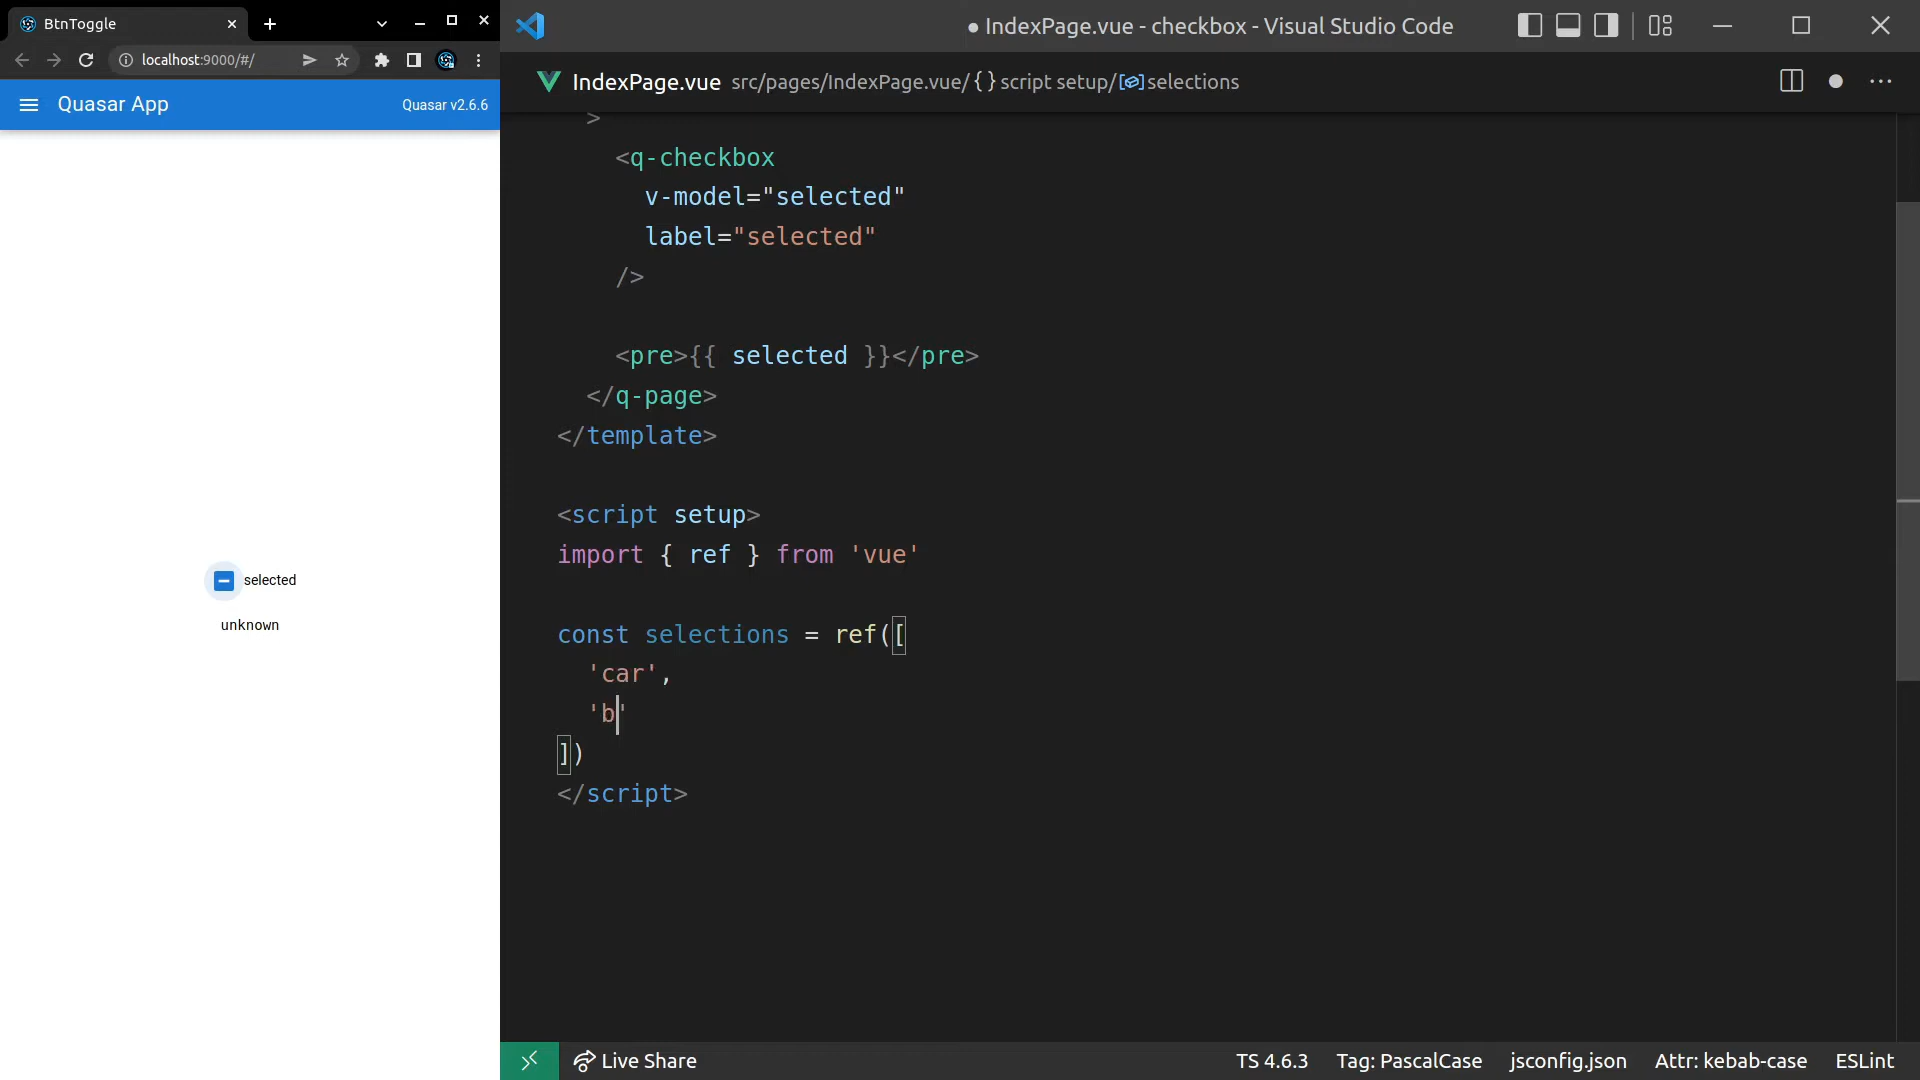 BtnToggle
localhost:9000/#/
Quasar App
Quasar v2.6.6
selected
unknown
● IndexPage.vue - checkbox - Visual Studio Code
IndexPage.vue src/pages/IndexPage.vue/{} script setup/selections
>
<q-checkbox
v-model="selected"
label="selected"
/>
<pre>{{ selected }}</pre>
</q-page>
</template>
<script setup>
import { ref } from 'vue'
const selections = ref([
'car',
'b'
])
</script>
Live Share
TS 4.6.3
Tag: PascalCase
jsconfig.json
Attr: kebab-case
ESLint